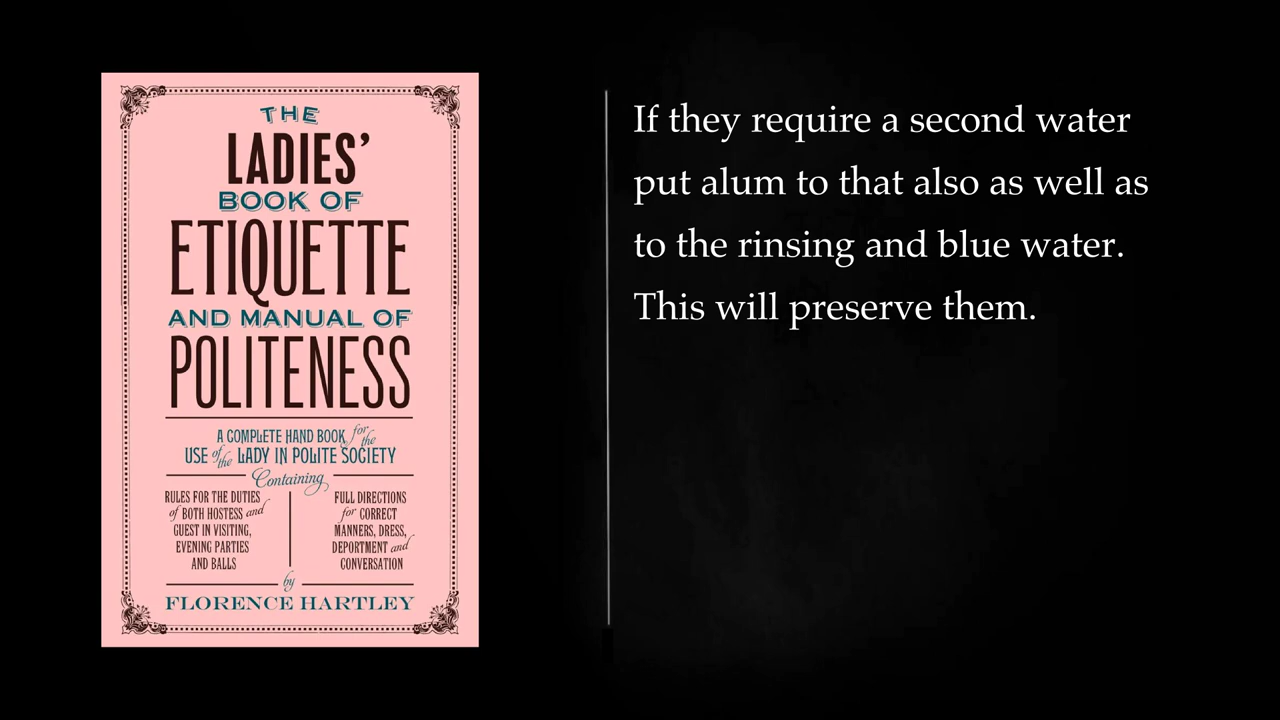 THE
LADIES'
BOOK OF
ETIQUETTE
AND MANUAL OF
POLITENESS
A COMPLETE HAND BOOK for the
USE of the LADY IN POLITE SOCIETY
Containing
RULES FOR THE DUTIES
of BOTH HOSTESS and
GUEST IN VISITING,
EVENING PARTIES
AND BALLS
FULL DIRECTIONS
for CORRECT
MANNERS, DRESS,
DEPORTMENT and
CONVERSATION
by
FLORENCE HARTLEY
If they require a second water
put alum to that also as well as
to the rinsing and blue water.
This will preserve them.